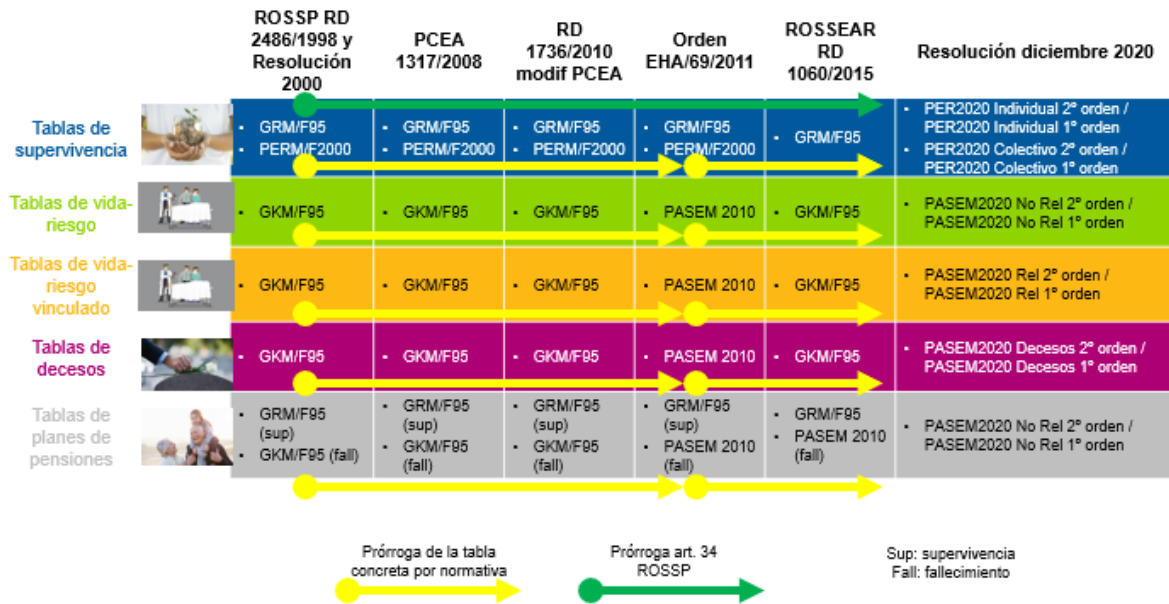 ROSSP RD
2486/1998 y
Resolución
2000
PCEA
1317/2008
RD
1736/2010
modif PCEA
Orden
EHA/69/2011
ROSSEAR
RD
1060/2015
Resolución diciembre 2020
Tablas de
supervivencia
• GRM/F95
• PERM/F2000
• GRM/F95
• PERM/F2000
• GRM/F95
• PERM/F2000
• GRM/F95
• PERM/F2000
• GRM/F95
• PER2020 Individual 2º orden /
PER2020 Individual 1º orden
• PER2020 Colectivo 2º orden /
PER2020 Colectivo 1º orden
Tablas de vida-
riesgo
• GKM/F95
• GKM/F95
• GKM/F95
• PASEM 2010
• GKM/F95
• PASEM2020 No Rel 2º orden /
PASEM2020 No Rel 1º orden
Tablas de vida-
riesgo
vinculado
• GKM/F95
• GKM/F95
• GKM/F95
• PASEM 2010
• GKM/F95
• PASEM2020 Rel 2º orden /
PASEM2020 Rel 1º orden
Tablas de
decesos
• GKM/F95
• GKM/F95
• GKM/F95
• PASEM 2010
• GKM/F95
• PASEM2020 Decesos 2º orden /
PASEM2020 Decesos 1º orden
Tablas de
planes de
pensiones
• GRM/F95
(sup)
• GKM/F95 (fall)
• GRM/F95
(sup)
• GKM/F95
(fall)
• GRM/F95
(sup)
• GKM/F95
(fall)
• GRM/F95
(sup)
• PASEM 2010
(fall)
• GRM/F95
• PASEM 2010
(fall)
• PASEM2020 No Rel 2º orden /
PASEM2020 No Rel 1º orden
Prórroga de la tabla
concreta por normativa
Prórroga art. 34
ROSSP
Sup: supervivencia
Fall: fallecimiento